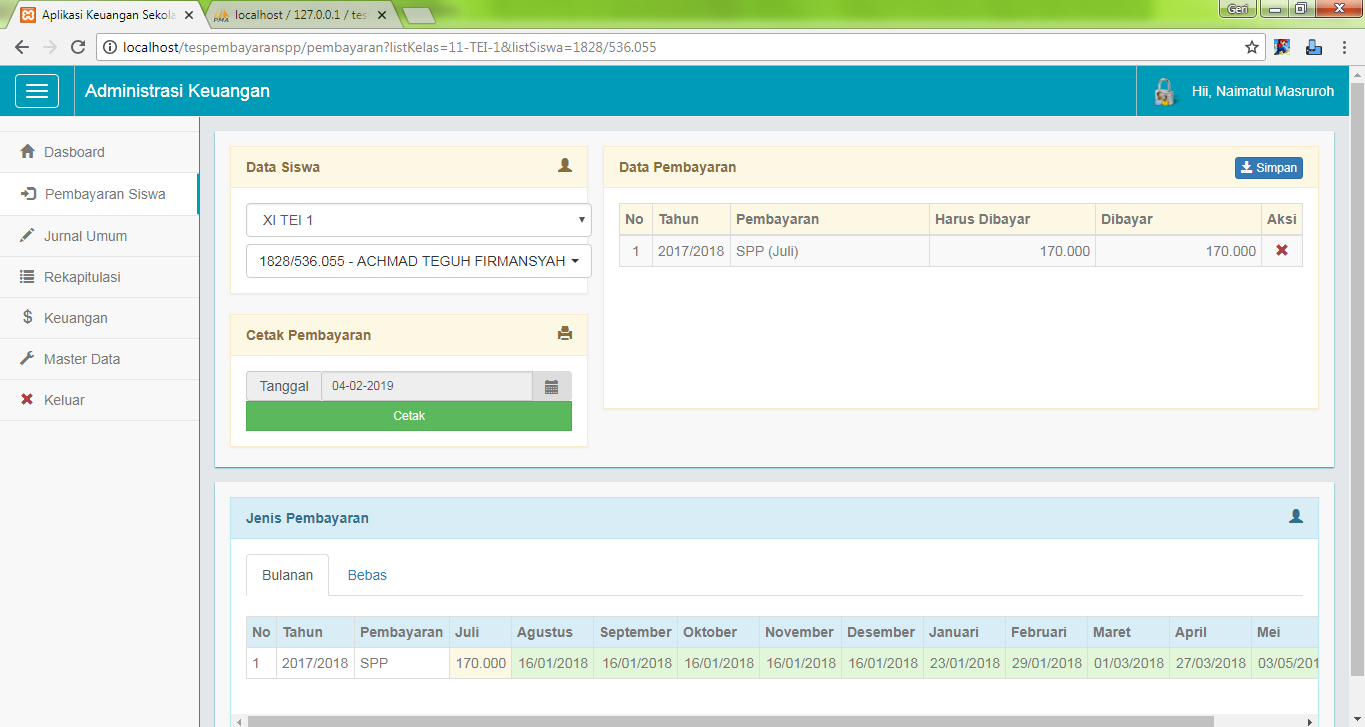 Aplikasi Keuangan Sekola
localhost / 127.0.0.1 / tes
Geri
localhost/tespembayaranspp/pembayaran?listKelas=11-TEI-1&listSiswa=1828/536.055
Administrasi Keuangan
Hii, Naimatul Masruroh
Dasboard
Pembayaran Siswa
Jurnal Umum
Rekapitulasi
Keuangan
Master Data
Keluar
Data Siswa
XI TEI 1
1828/536.055 - ACHMAD TEGUH FIRMANSYAH
Cetak Pembayaran
Tanggal 04-02-2019
Cetak
Data Pembayaran Simpan
No Tahun Pembayaran Harus Dibayar Dibayar Aksi
1 2017/2018 SPP (Juli) 170.000 170.000
Jenis Pembayaran
Bulanan Bebas
No Tahun Pembayaran Juli Agustus September Oktober November Desember Januari Februari Maret April Mei
1 2017/2018 SPP 170.000 16/01/2018 16/01/2018 16/01/2018 16/01/2018 16/01/2018 23/01/2018 29/01/2018 01/03/2018 27/03/2018 03/05/201